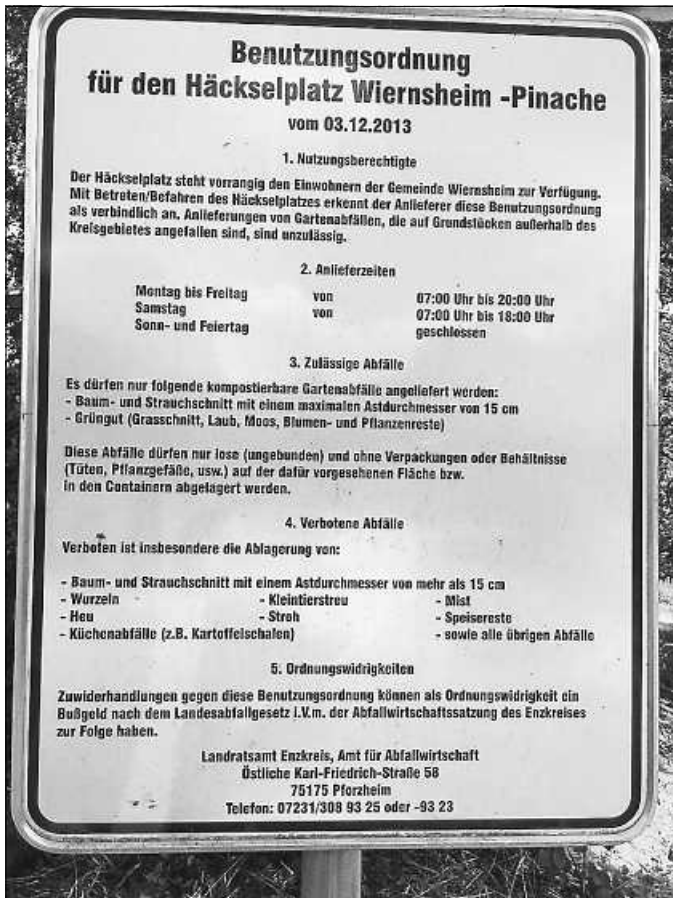 Benutzungsordnung
für den Häckselplatz Wiernsheim -Pinache
vom 03.12.2013
1. Nutzungsberechtigte
Der Häckselplatz steht vorrangig den Einwohnern der Gemeinde Wiernsheim zur Verfügung.
Mit Betreten/Befahren des Häckselplatzes erkennt der Anlieferer diese Benutzungsordnung
als verbindlich an. Anlieferungen von Gartenabfällen, die auf Grundstücken außerhalb des
Kreisgebietes angefallen sind, sind unzulässig.
2. Anlieferzeiten
Montag bis Freitag von 07:00 Uhr bis 20:00 Uhr
Samstag von 07:00 Uhr bis 18:00 Uhr
Sonn- und Feiertag geschlossen
3. Zulässige Abfälle
Es dürfen nur folgende kompostierbare Gartenabfälle angeliefert werden:
- Baum- und Strauchschnitt mit einem maximalen Astdurchmesser von 15 cm
- Grüngut (Grasschnitt, Laub, Moos, Blumen- und Pflanzenreste)
Diese Abfälle dürfen nur lose (ungebunden) und ohne Verpackungen oder Behältnisse
(Tüten, Pflanzgefäße, usw.) auf der dafür vorgesehenen Fläche bzw.
in den Containern abgelagert werden.
4. Verbotene Abfälle
Verboten ist insbesondere die Ablagerung von:
- Baum- und Strauchschnitt mit einem Astdurchmesser von mehr als 15 cm
- Wurzeln - Kleintierstreu - Mist
- Heu - Stroh - Speisereste
- Küchenabfälle (z.B. Kartoffelschalen) - sowie alle übrigen Abfälle
5. Ordnungswidrigkeiten
Zuwiderhandlungen gegen diese Benutzungsordnung können als Ordnungswidrigkeit ein
Bußgeld nach dem Landesabfallgesetz i.V.m. der Abfallwirtschaftssatzung des Enzkreises
zur Folge haben.
Landratsamt Enzkreis, Amt für Abfallwirtschaft
Östliche Karl-Friedrich-Straße 58
75175 Pforzheim
Telefon: 07231/308 93 25 oder -93 23